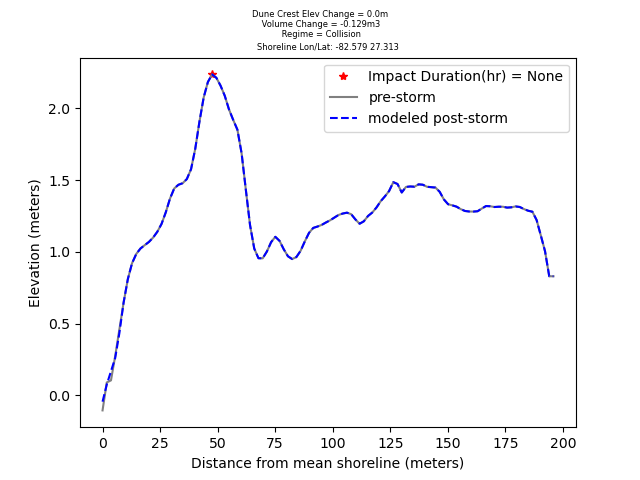 Dune Crest Elev Change = 0.0m
Volume Change = -0.129m3
Regime = Collision
Shoreline Lon/Lat: -82.579 27.313
Impact Duration(hr) = None
pre-storm
modeled post-storm
Elevation (meters)
2.0
1.5
1.0
0.5
0.0
0 25 50 75 100 125 150 175 200
Distance from mean shoreline (meters)